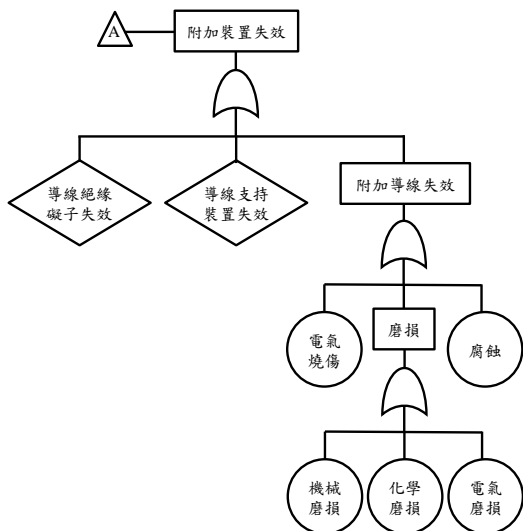 A
附加裝置失效
導線絕緣
礙子失效
導線支持
裝置失效
附加導線失效
電氣
燒傷
磨損
腐蝕
機械
磨損
化學
磨損
電氣
磨損